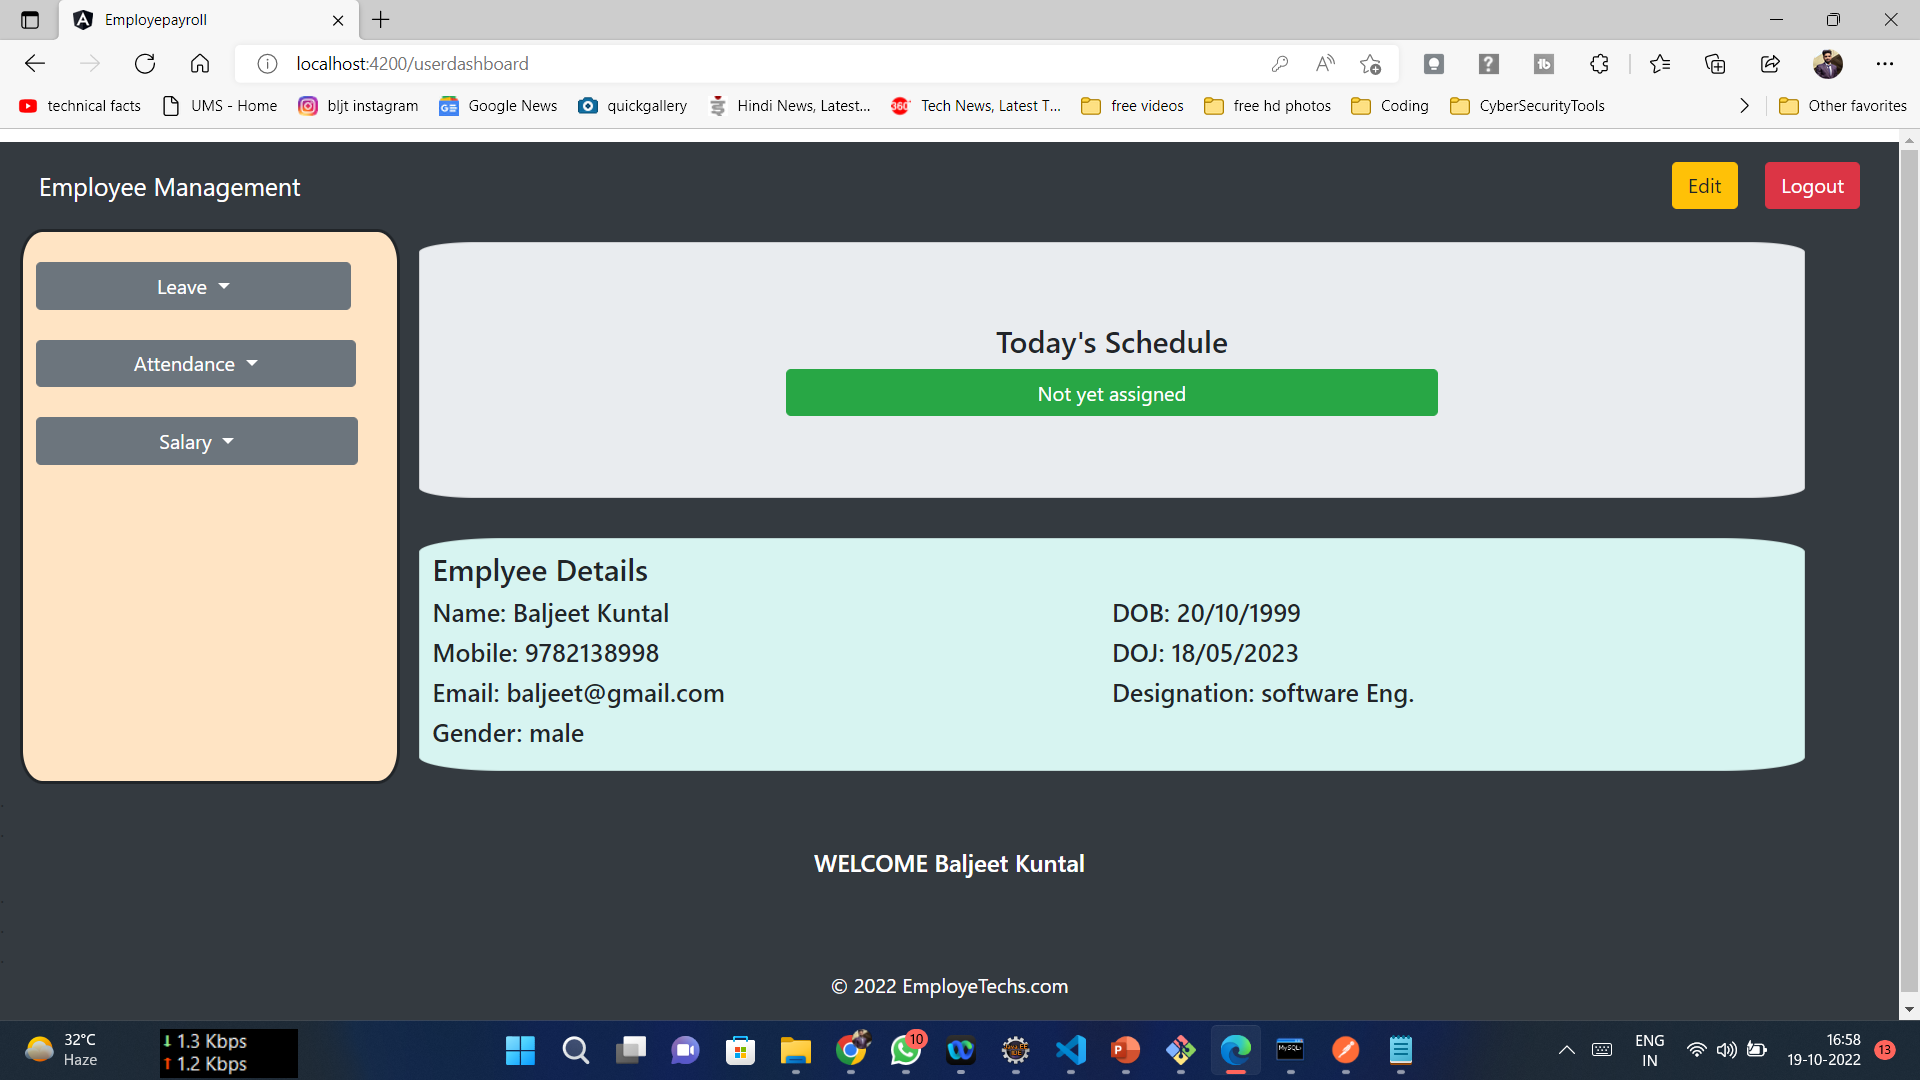 Employepayroll
localhost:4200/userdashboard
technical facts
UMS - Home
bljt instagram
Google News
quickgallery
Hindi News, Latest...
Tech News, Latest T...
free videos
free hd photos
Coding
CyberSecurityTools
Other favorites
Employee Management
Edit
Logout
Leave
Attendance
Salary
Today's Schedule
Not yet assigned
Emplyee Details
Name: Baljeet Kuntal
DOB: 20/10/1999
Mobile: 9782138998
DOJ: 18/05/2023
Email: baljeet@gmail.com
Designation: software Eng.
Gender: male
WELCOME Baljeet Kuntal
© 2022 EmployeTechs.com
32°C
Haze
↓ 1.3 Kbps
↑ 1.2 Kbps
10
ENG
IN
16:58
19-10-2022
13